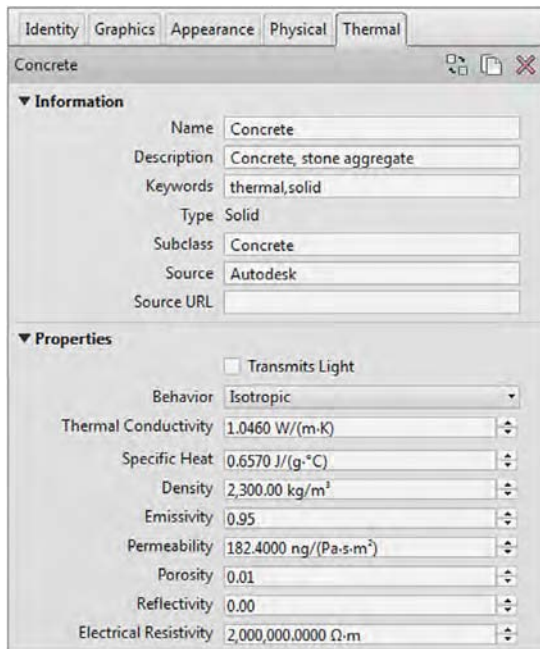 Identity Graphics Appearance Physical Thermal
Concrete
Information
Name Concrete
Description Concrete, stone aggregate
Keywords thermal,solid
Type Solid
Subclass Concrete
Source Autodesk
Source URL
Properties
Transmits Light
Behavior Isotropic
Thermal Conductivity 1.0460 W/(m·K)
Specific Heat 0.6570 J/(g·°C)
Density 2,300.00 kg/m³
Emissivity 0.95
Permeability 182.4000 ng/(Pa·s·m²)
Porosity 0.01
Reflectivity 0.00
Electrical Resistivity 2,000,000.0000 Ω·m